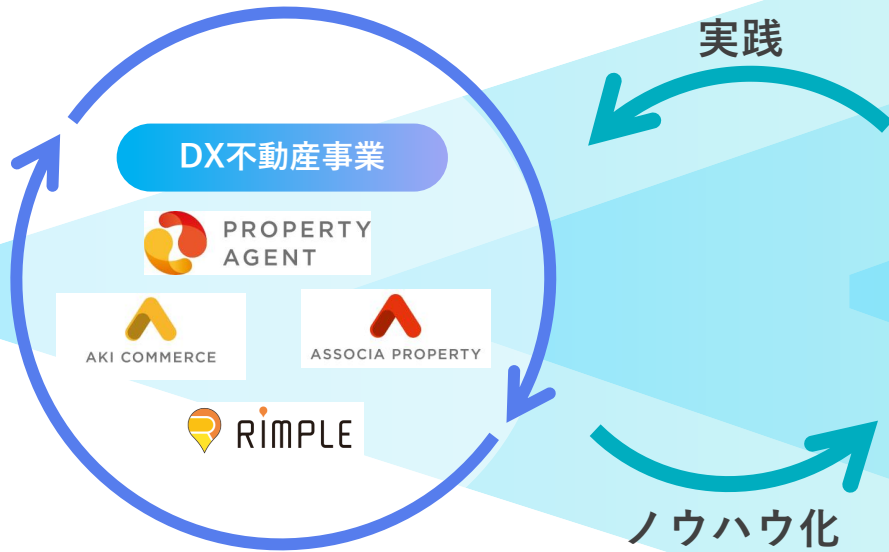 実践
DX不動産事業
PROPERTY
AGENT
AKI COMMERCE
ASSOCIA PROPERTY
RIMPLE
ノウハウ化